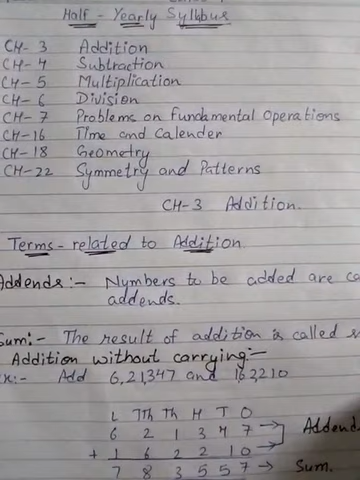 Half - Yearly Syllbus
CH- 3 Addition
CH- 4 Subtraction
CH- 5 Multiplication
CH- 6 Division
CH- 7 Problems on Fundamental Operations
CH-16 Time and Calender
CH-18 Geometry
CH-22 Symmetry and Patterns
CH-3 Addition.
Terms - related to Addition
Addends:- Numbers to be added are ca
addends.
Sum:- The result of addition is called s
Addition without carrying:-
Ex:- Add 6,21,347 and 163210
L TTh Th H T O
6 2 1 3 4 7 → Addend
+ 1 6 2 2 1 0 →
7 8 3 5 5 7 → Sum.